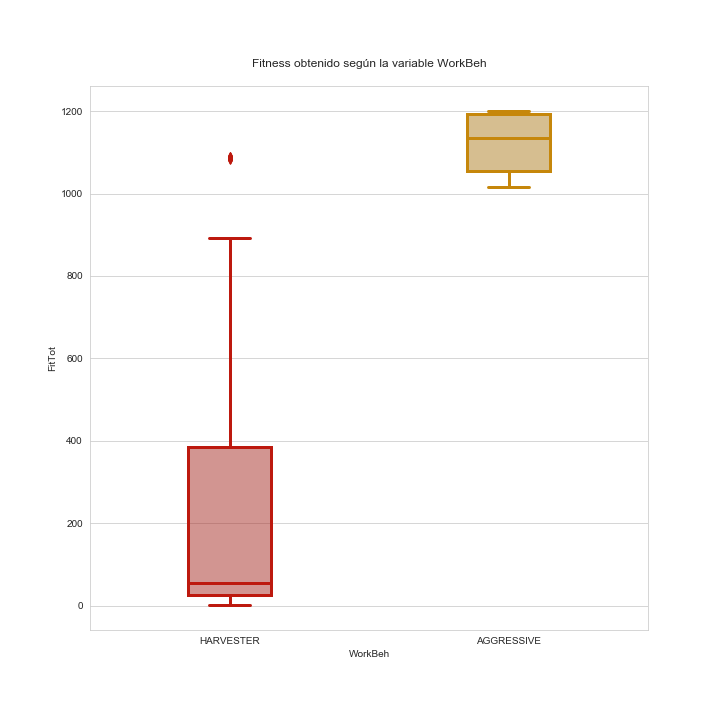 Fitness obtenido según la variable WorkBeh
1200
1000
800
600
400
200
0
FitTot
HARVESTER
AGGRESSIVE
WorkBeh